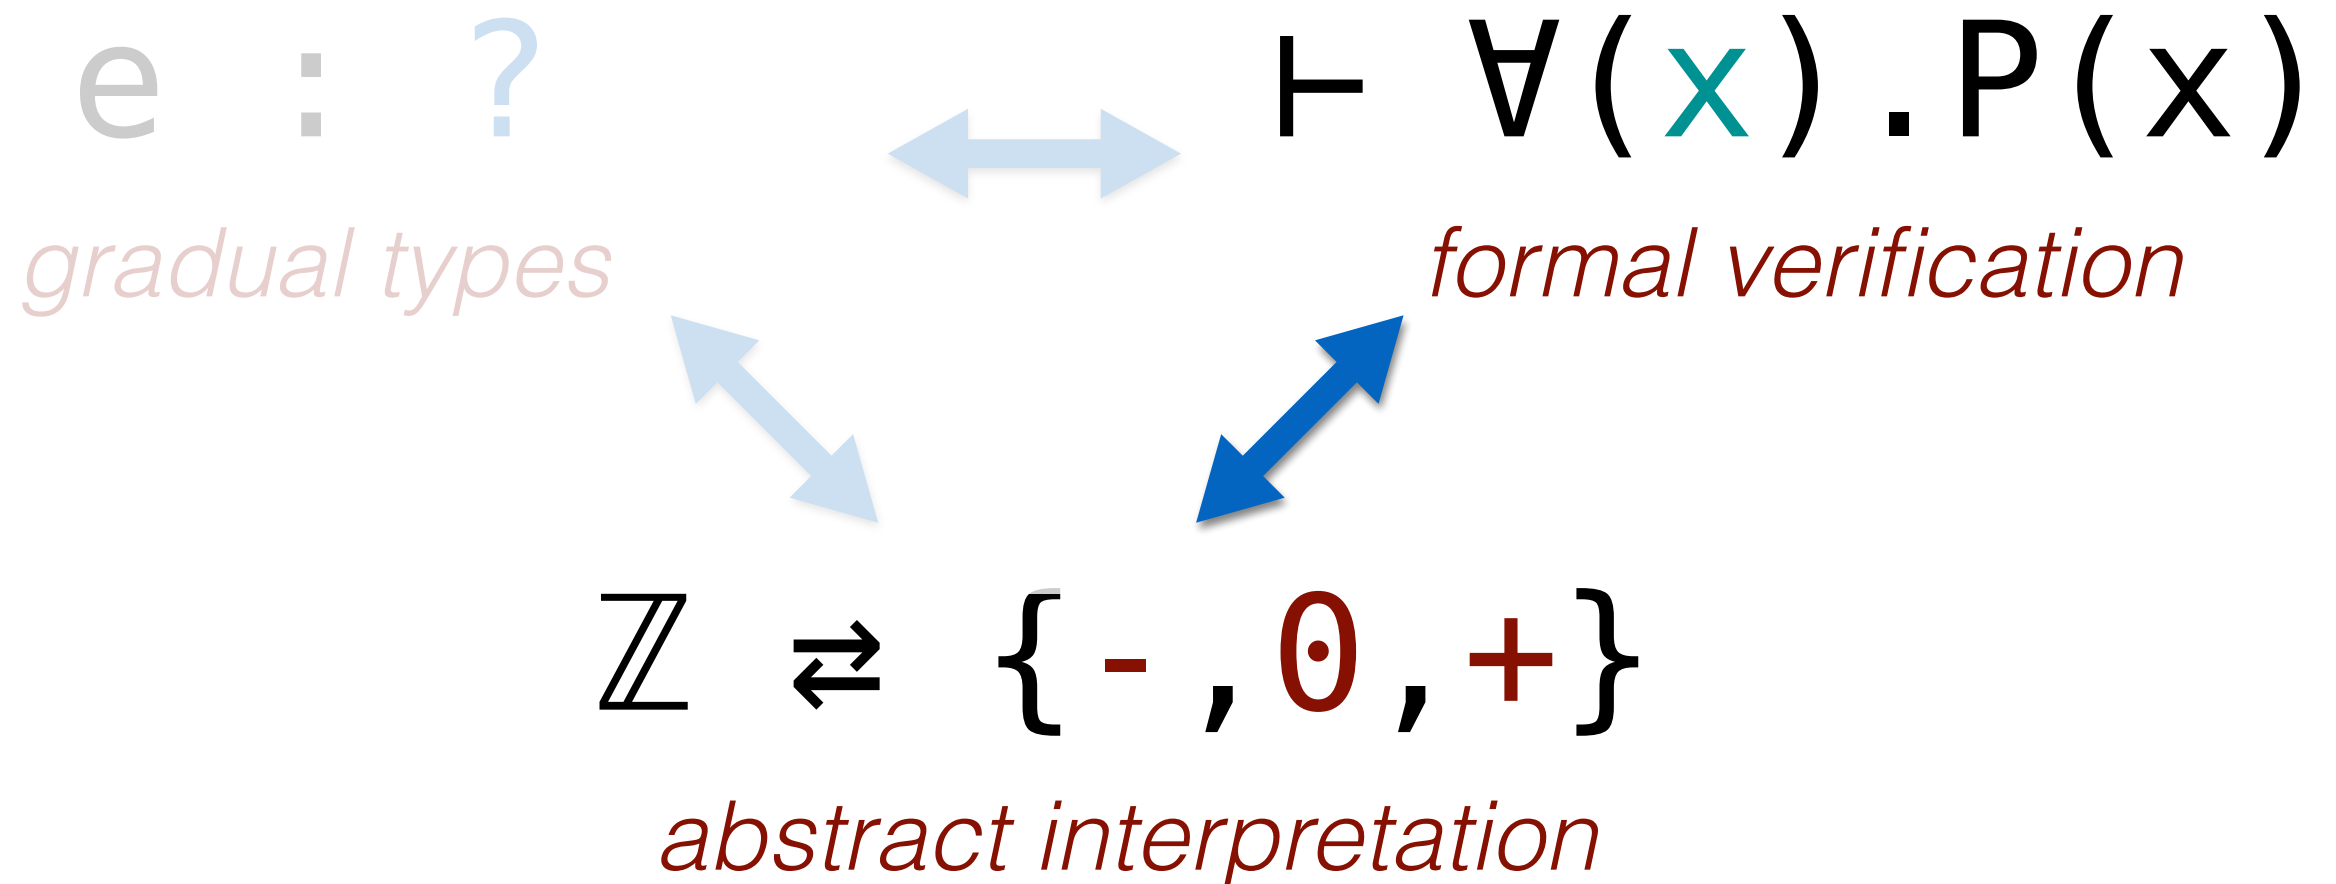 e : ?
⊢ ∀(x).P(x)
gradual types
formal verification
ℤ ⇄ {-,0,+}
abstract interpretation